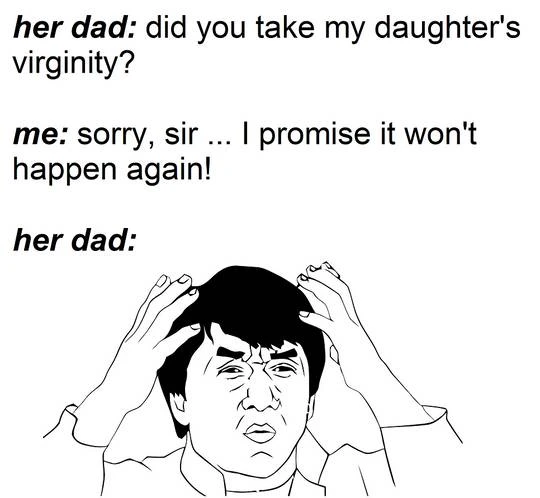 her dad: did you take my daughter's
virginity?
me: sorry, sir ... I promise it won't
happen again!
her dad: